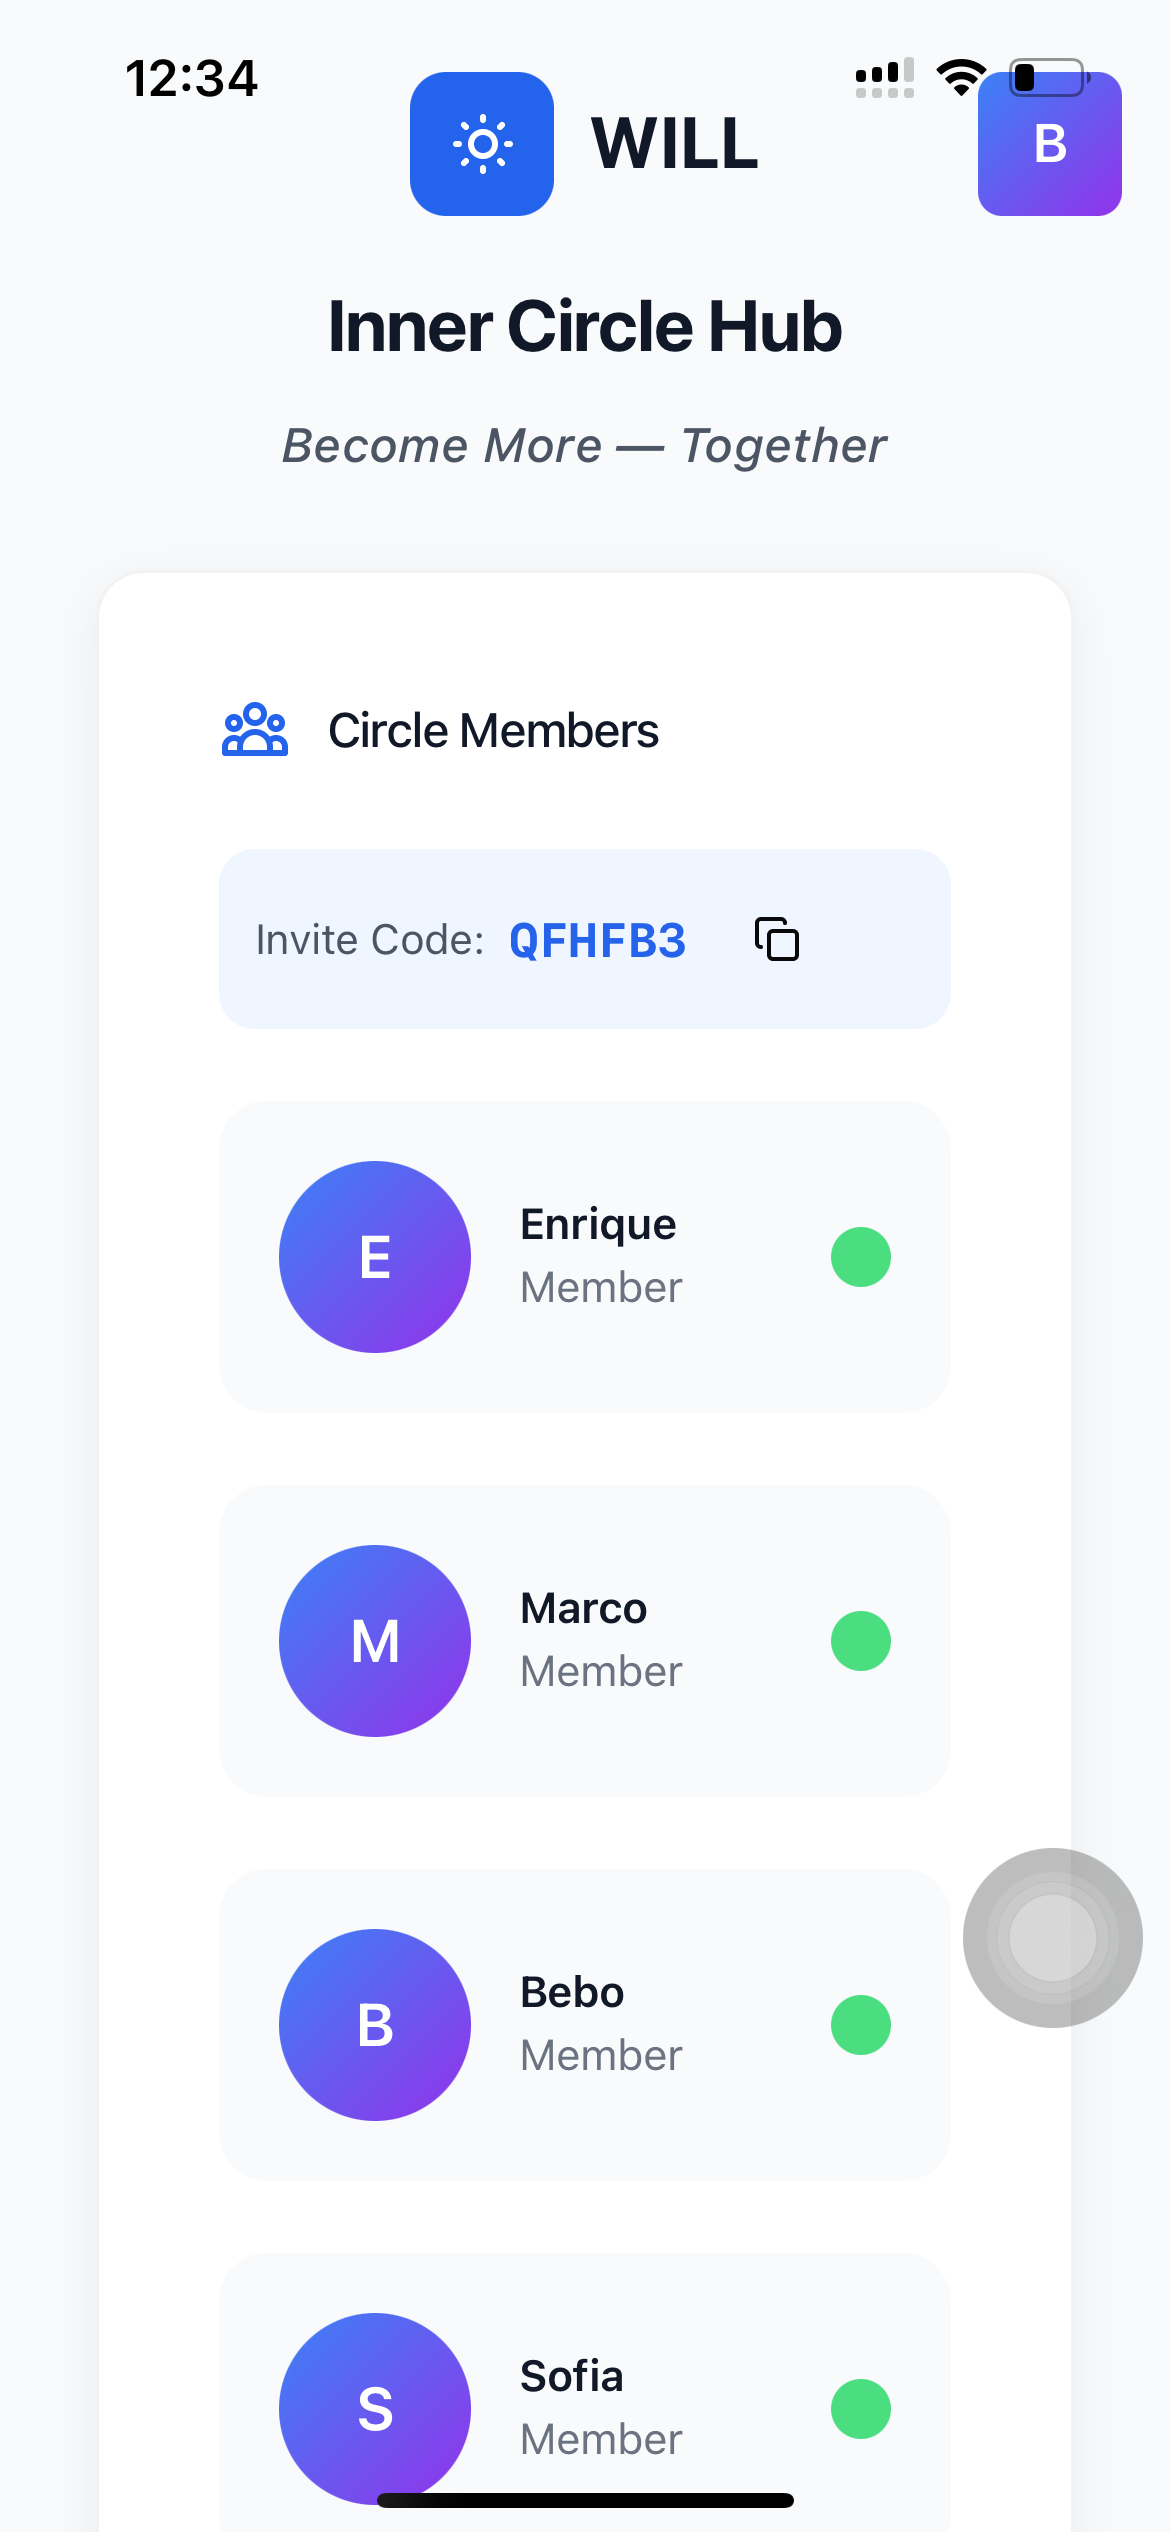 12:34
WILL
B
Inner Circle Hub
Become More — Together
Circle Members
Invite Code: QFHFB3
E
Enrique
Member
M
Marco
Member
B
Bebo
Member
S
Sofia
Member